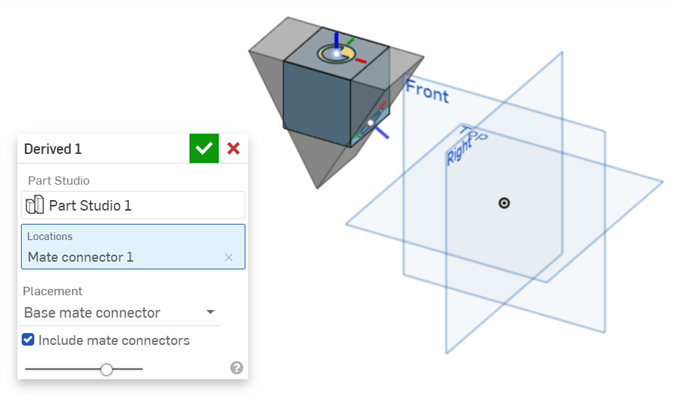 Derived 1
Part Studio
Part Studio 1
Locations
Mate connector 1
Placement
Base mate connector
Include mate connectors
Front
Top
Right